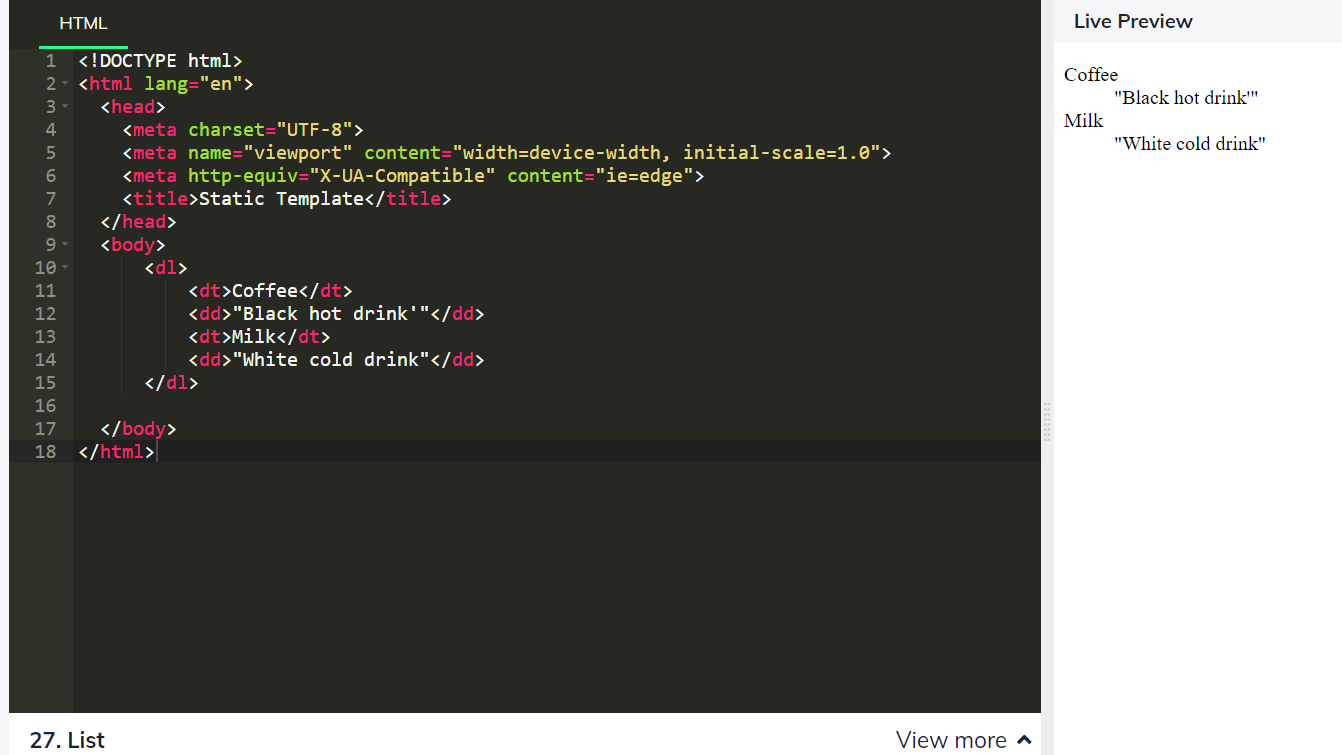 HTML
1 <!DOCTYPE html>
2 <html lang="en">
3 <head>
4 <meta charset="UTF-8">
5 <meta name="viewport" content="width=device-width, initial-scale=1.0">
6 <meta http-equiv="X-UA-Compatible" content="ie=edge">
7 <title>Static Template</title>
8 </head>
9 <body>
10 <dl>
11 <dt>Coffee</dt>
12 <dd>"Black hot drink'"</dd>
13 <dt>Milk</dt>
14 <dd>"White cold drink"</dd>
15 </dl>
16
17 </body>
18 </html>
27. List
View more
Live Preview
Coffee
"Black hot drink'"
Milk
"White cold drink"